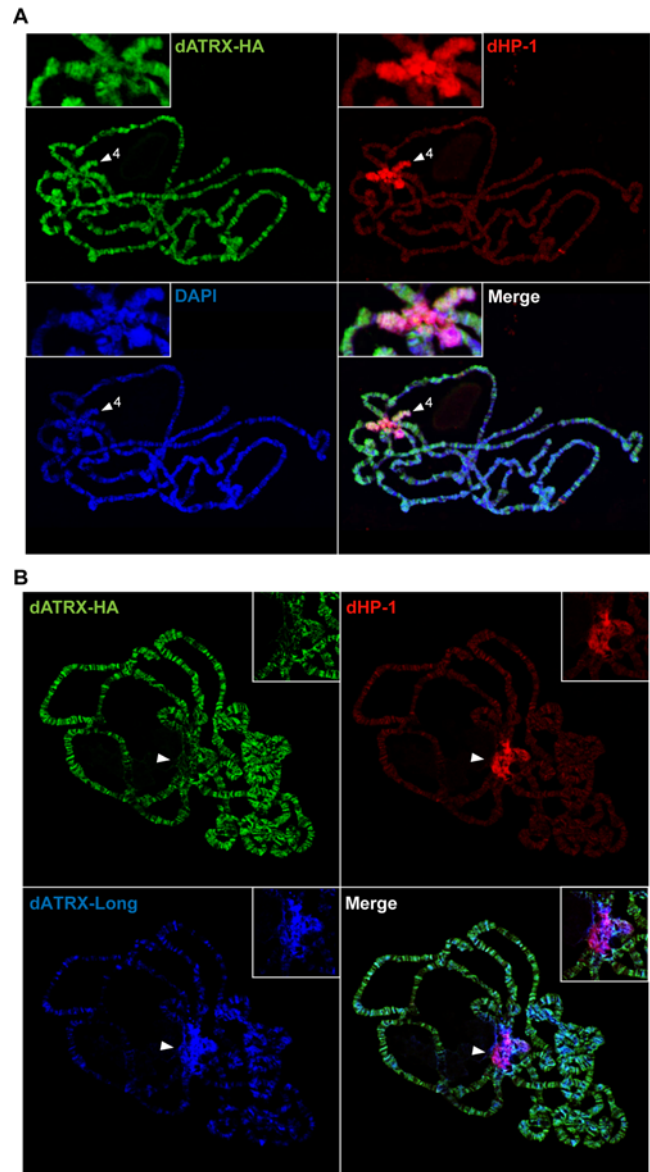 A
dATRX-HA
dHP-1
4
4
DAPI
Merge
4
4
B
dATRX-HA
dHP-1
dATRX-Long
Merge